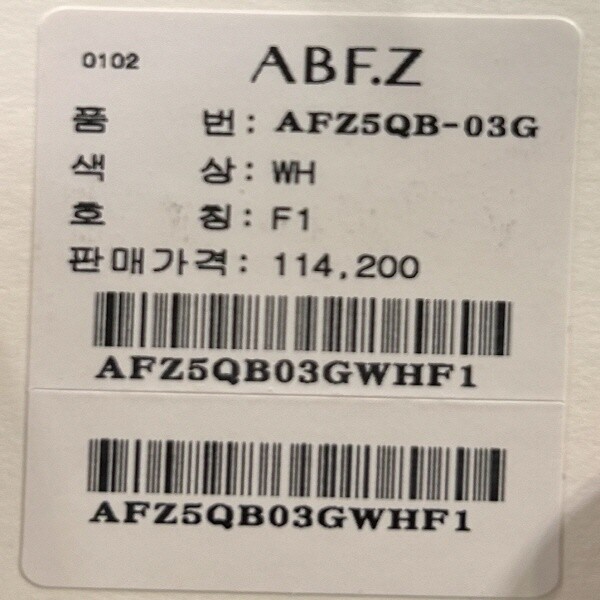 0102 ABF.Z
품 번: AFZ5QB-03G
색 상: WH
호 칭: F1
판매가격: 114,200
AFZ5QB03GWHF1
AFZ5QB03GWHF1